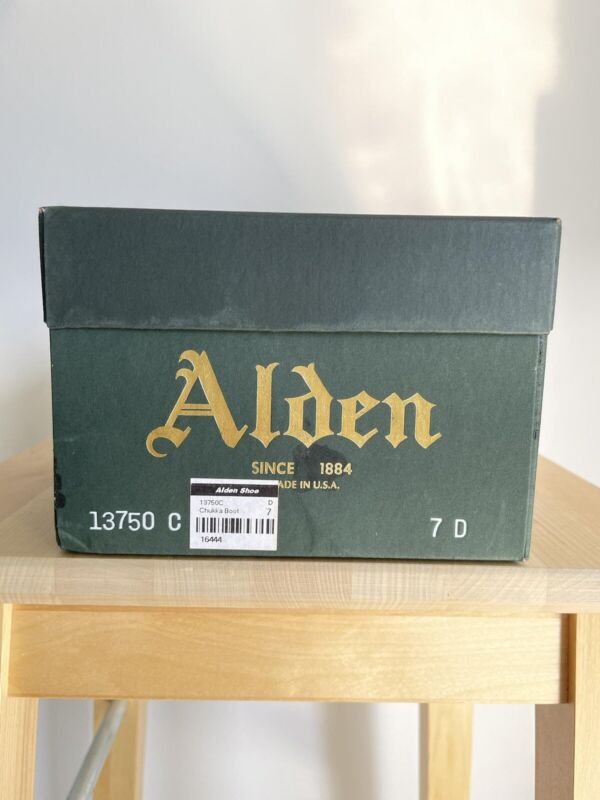 Alden
SINCE 1884
ADE IN U.S.A.
13750 C
Alden Shoe
13750C D
Chukka Boot 7
16444
7 D